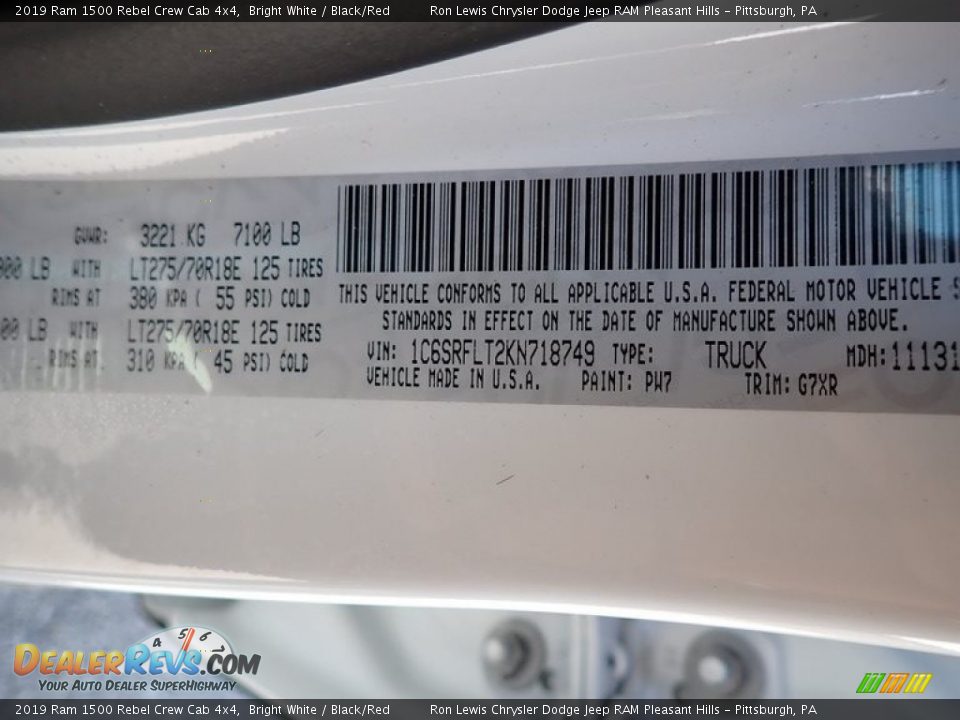 2019 Ram 1500 Rebel Crew Cab 4x4, Bright White / Black/Red Ron Lewis Chrysler Dodge Jeep RAM Pleasant Hills - Pittsburgh, PA
GVWR: 3221 KG 7100 LB
LB WITH LT275/70R18E 125 TIRES
RIMS AT 380 KPA ( 55 PSI) COLD
LB WITH LT275/70R18E 125 TIRES
RIMS AT 310 KPA ( 45 PSI) COLD
THIS VEHICLE CONFORMS TO ALL APPLICABLE U.S.A. FEDERAL MOTOR VEHICLE S
STANDARDS IN EFFECT ON THE DATE OF MANUFACTURE SHOWN ABOVE.
VIN: 1C6SRFLT2KN718749 TYPE: TRUCK MDH: 11131
VEHICLE MADE IN U.S.A. PAINT: PW7 TRIM: G7XR
4 5 6
DealerRevs.com
Your Auto Dealer SuperHighway
2019 Ram 1500 Rebel Crew Cab 4x4, Bright White / Black/Red Ron Lewis Chrysler Dodge Jeep RAM Pleasant Hills - Pittsburgh, PA